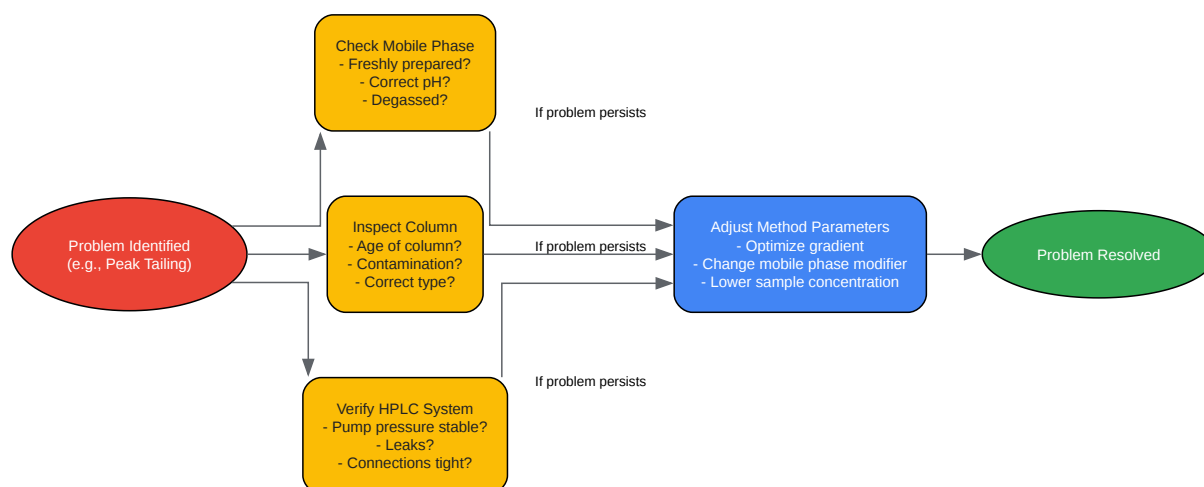 Check Mobile Phase
- Freshly prepared?
- Correct pH?
- Degassed?
If problem persists
Problem Identified
(e.g., Peak Tailing)
Inspect Column
- Age of column?
- Contamination?
- Correct type?
If problem persists
Adjust Method Parameters
- Optimize gradient
- Change mobile phase modifier
- Lower sample concentration
Problem Resolved
If problem persists
Verify HPLC System
- Pump pressure stable?
- Leaks?
- Connections tight?